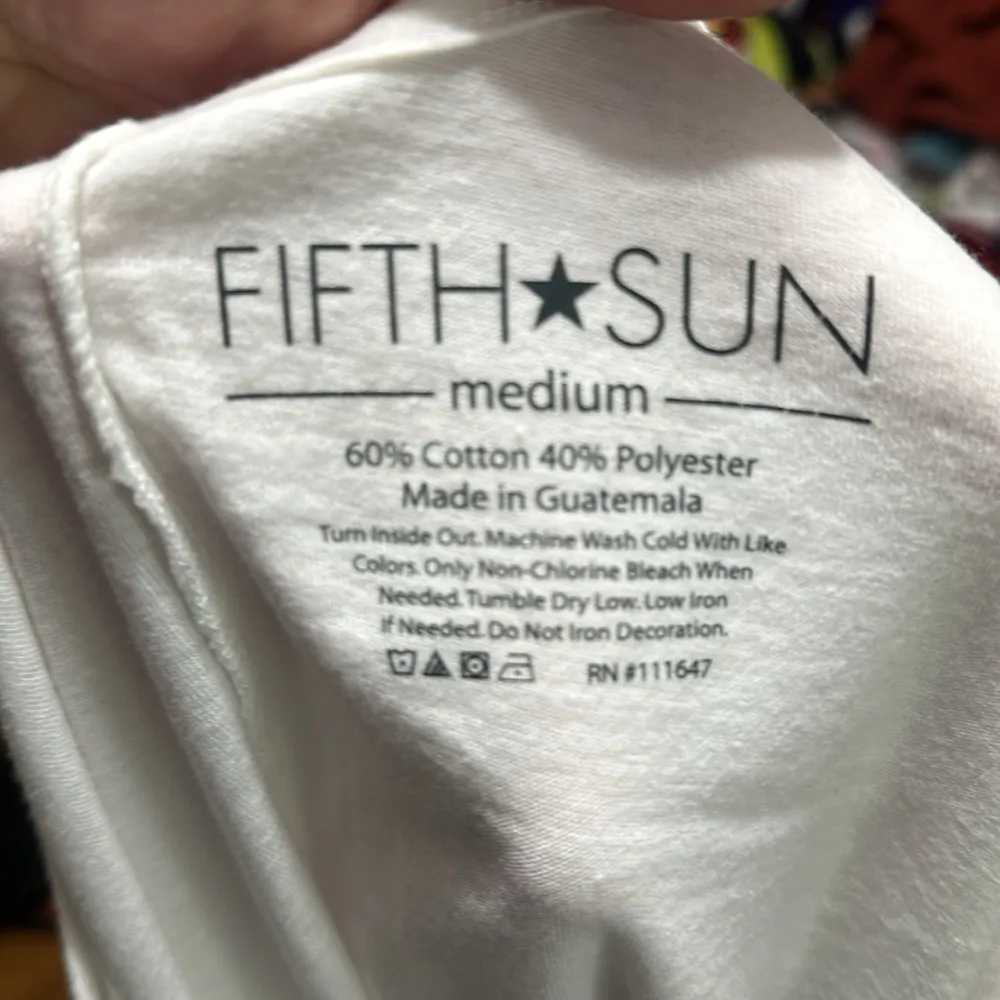 FIFTH★SUN
medium
60% Cotton 40% Polyester
Made in Guatemala
Turn Inside Out. Machine Wash Cold With Like
Colors. Only Non-Chlorine Bleach When
Needed. Tumble Dry Low. Low Iron
If Needed. Do Not Iron Decoration.
RN #111647